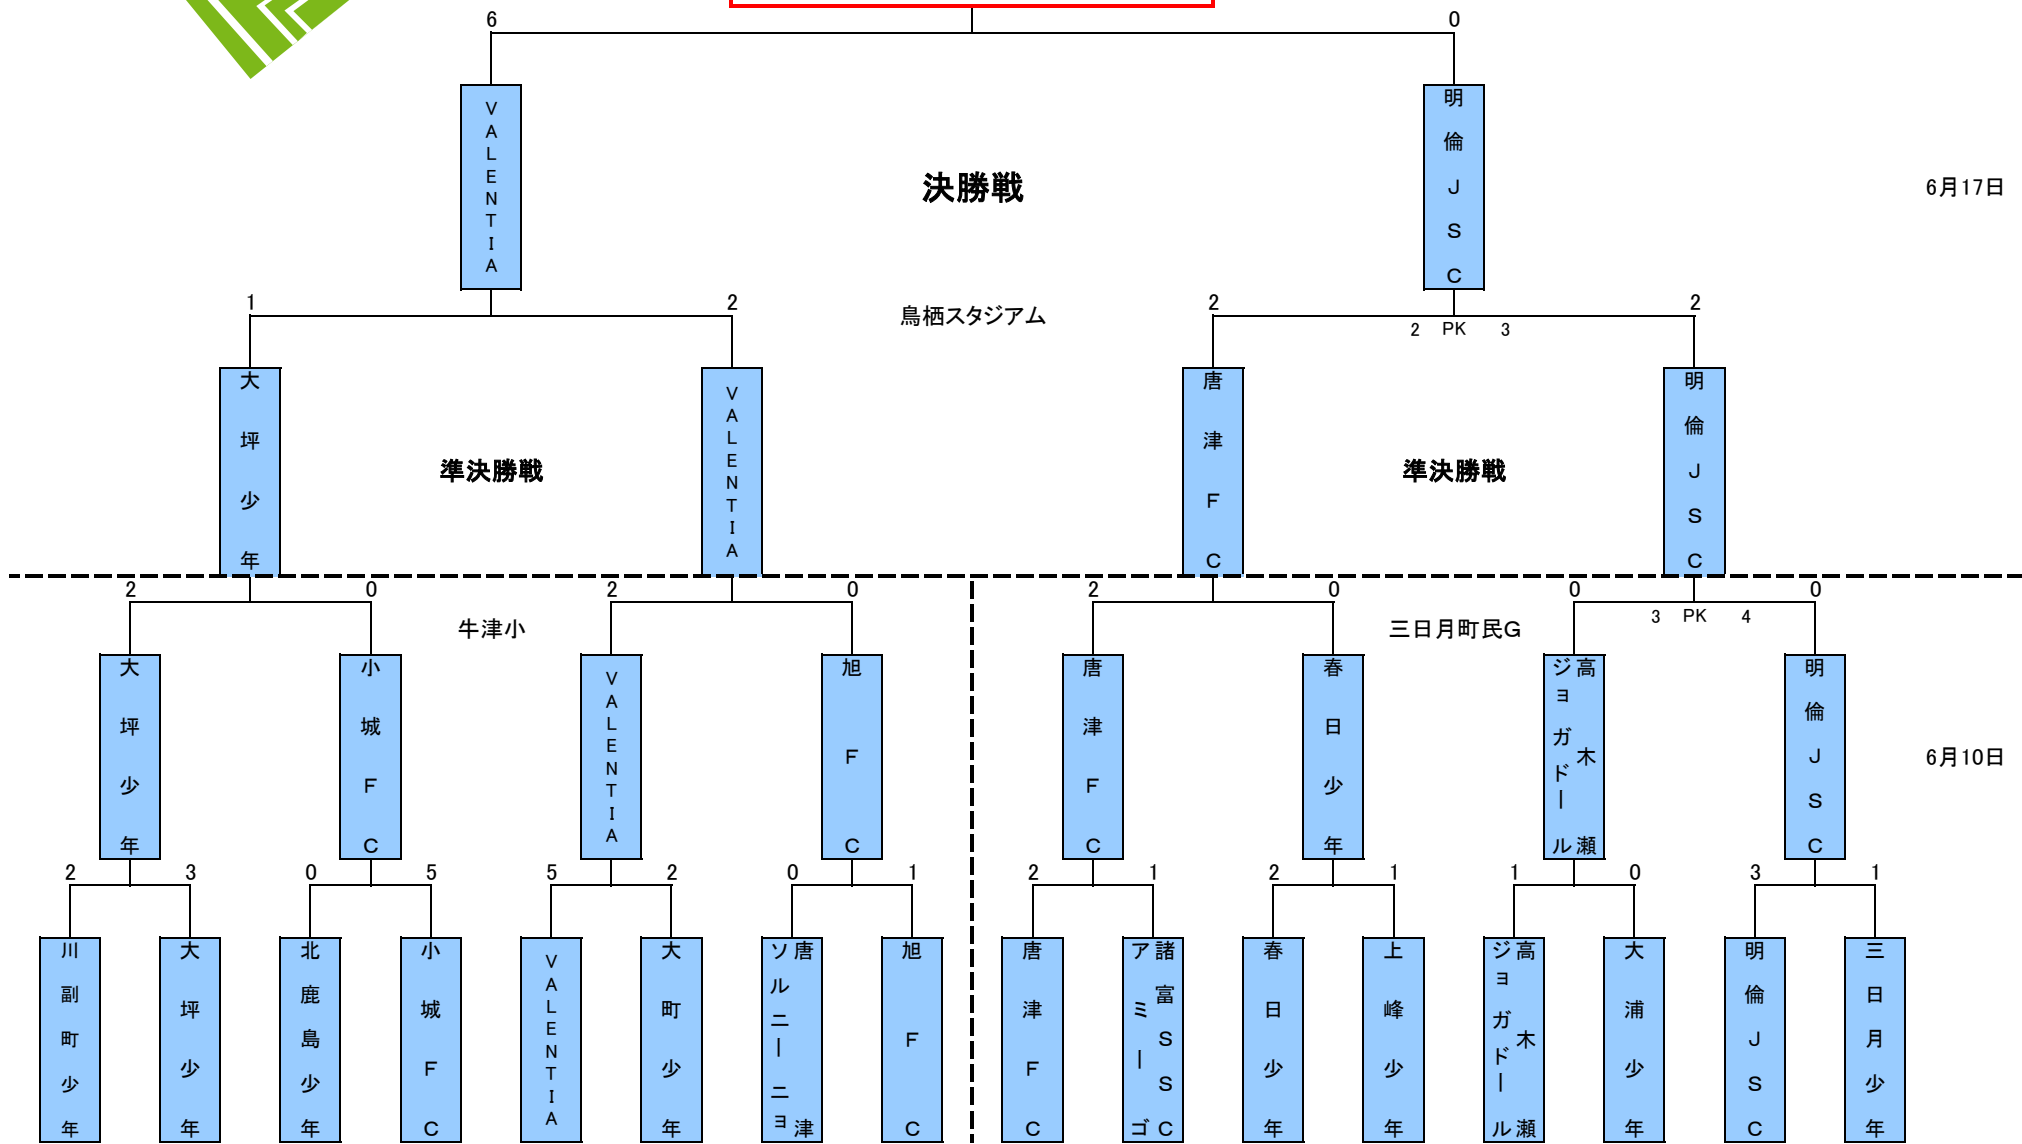 6 0
VALENTIA
明倫JSC
決勝戦
6月17日
1 2 2 2
鳥栖スタジアム
2 PK 3
大坪少年
VALENTIA
唐津FC
明倫JSC
準決勝戦
準決勝戦
2 0 2 0 2 0 0 0
3 PK 4
牛津小
三日月町民G
大坪少年
小城FC
VALENTIA
旭FC
唐津FC
春日少年
高木瀬
ジョガドール
明倫JSC
6月10日
2 3 0 5 5 2 0 1 2 1 2 1 1 0 3 1
川副町少年
大坪少年
北鹿島少年
小城FC
VALENTIA
大町少年
唐津
ソルニーニョ
旭FC
唐津FC
諸富SSC
アミーゴ
春日少年
上峰少年
高木瀬
ジョガドール
大浦少年
明倫JSC
三日月少年